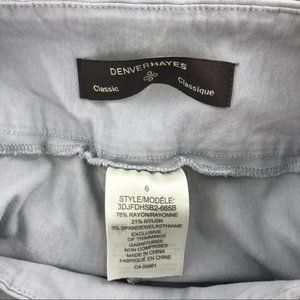 DENVERHAYES
Classic Classique
6
STYLE/MODÈLE:
3DJFDHSB2-665B
76% RAYON/RAYONNE
21% NYLON
3% SPANDEX/ELASTHANE
EXCLUSIVE
OF TRIMMINGS
GARNITURES
NON COMPRISES
MADE IN CHINA
FABRIQUÉ EN CHINE
CA 03961